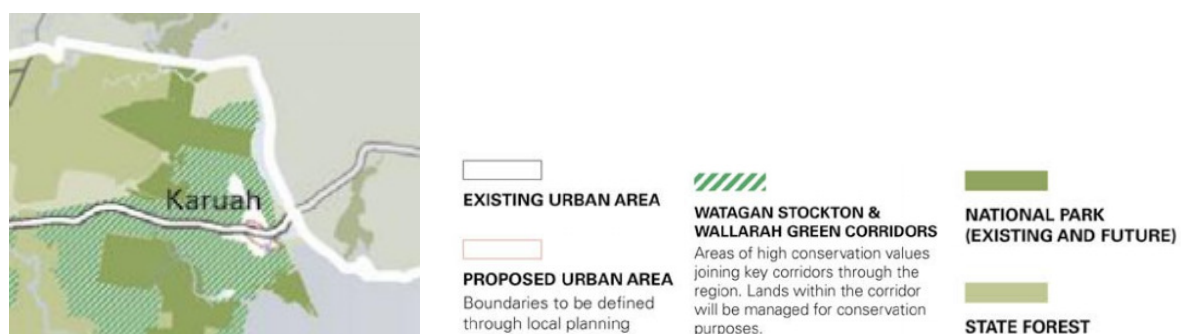 Karuah
EXISTING URBAN AREA
PROPOSED URBAN AREA
Boundaries to be defined
through local planning
WATAGAN STOCKTON &
WALLARAH GREEN CORRIDORS
Areas of high conservation values
joining key corridors through the
region. Lands within the corridor
will be managed for conservation
purposes.
NATIONAL PARK
(EXISTING AND FUTURE)
STATE FOREST